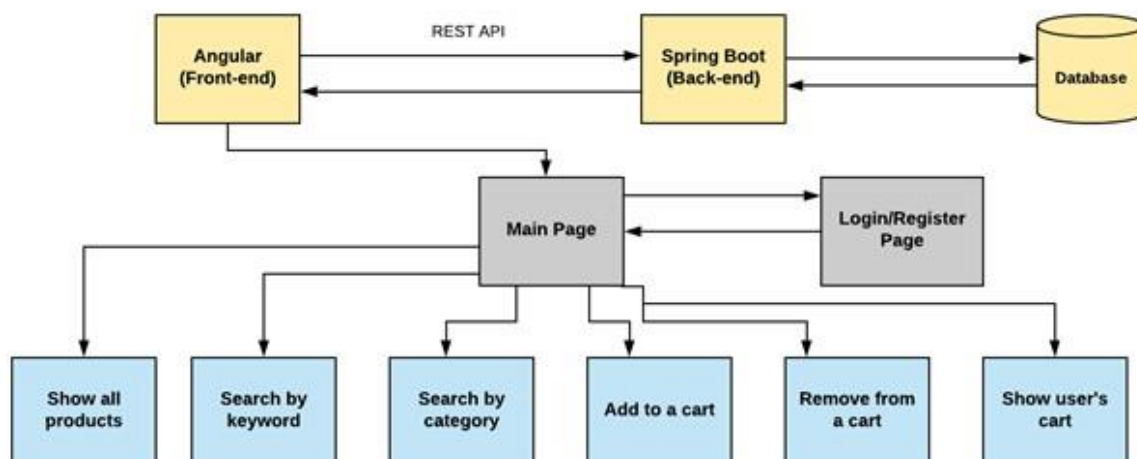 REST API
Angular
(Front-end)
Spring Boot
(Back-end)
Database
Main Page
Login/Register
Page
Show all
products
Search by
keyword
Search by
category
Add to a cart
Remove from
a cart
Show user's
cart